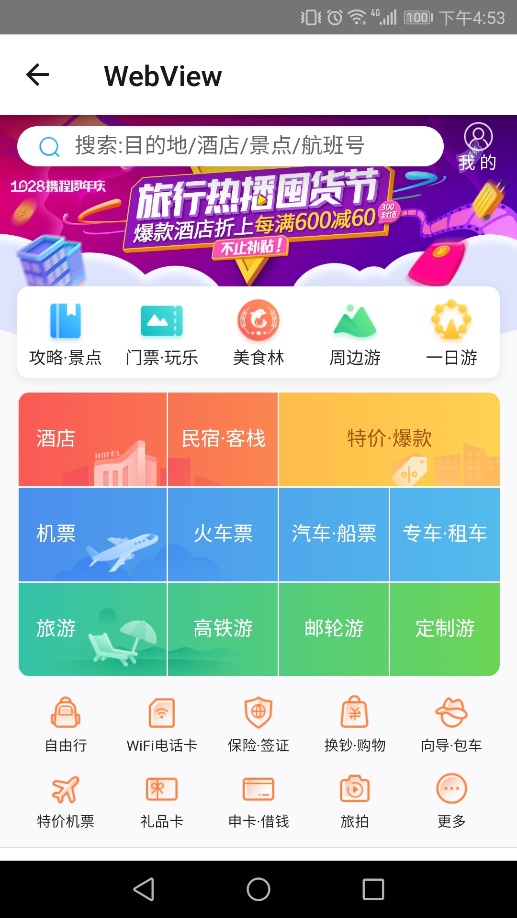 4G 100 下午4:53
WebView
搜索:目的地/酒店/景点/航班号
我的
1028携程周年庆
旅行热播囤货节
爆款酒店折上每满600减60
300
封顶
不止补贴!
攻略·景点 门票·玩乐 美食林 周边游 一日游
酒店 民宿·客栈 特价·爆款
HOTEL
机票 火车票 汽车·船票 专车·租车
旅游 高铁游 邮轮游 定制游
自由行 WiFi电话卡 保险·签证 换钞·购物 向导·包车
特价机票 礼品卡 申卡·借钱 旅拍 更多